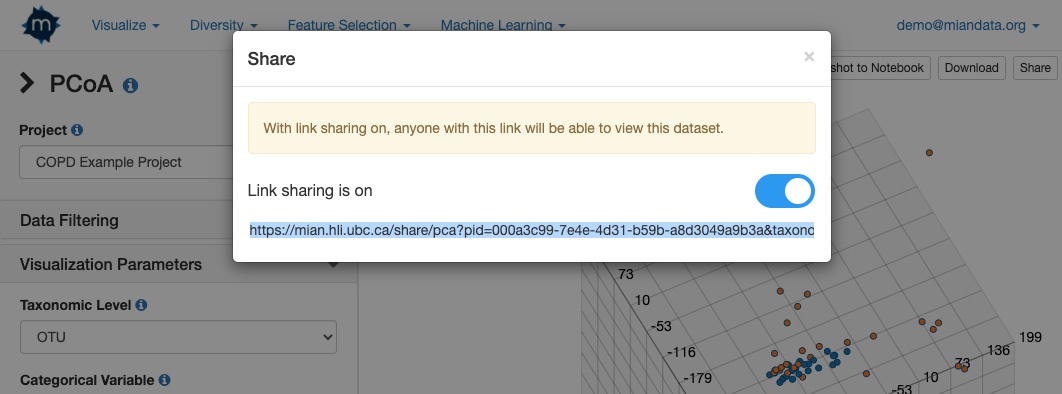 m Visualize Diversity Feature Selection Machine Learning demo@miandata.org
Share ×
shot to Notebook Download Share
PCoA
With link sharing on, anyone with this link will be able to view this dataset.
Project
COPD Example Project
Link sharing is on
Data Filtering
https://mian.hli.ubc.ca/share/pca?pid=000a3c99-7e4e-4d31-b59b-a8d3049a9b3a&taxono
Visualization Parameters
Taxonomic Level
OTU
Categorical Variable
73
10
-53
-116
-179
199
136
73
10
-53